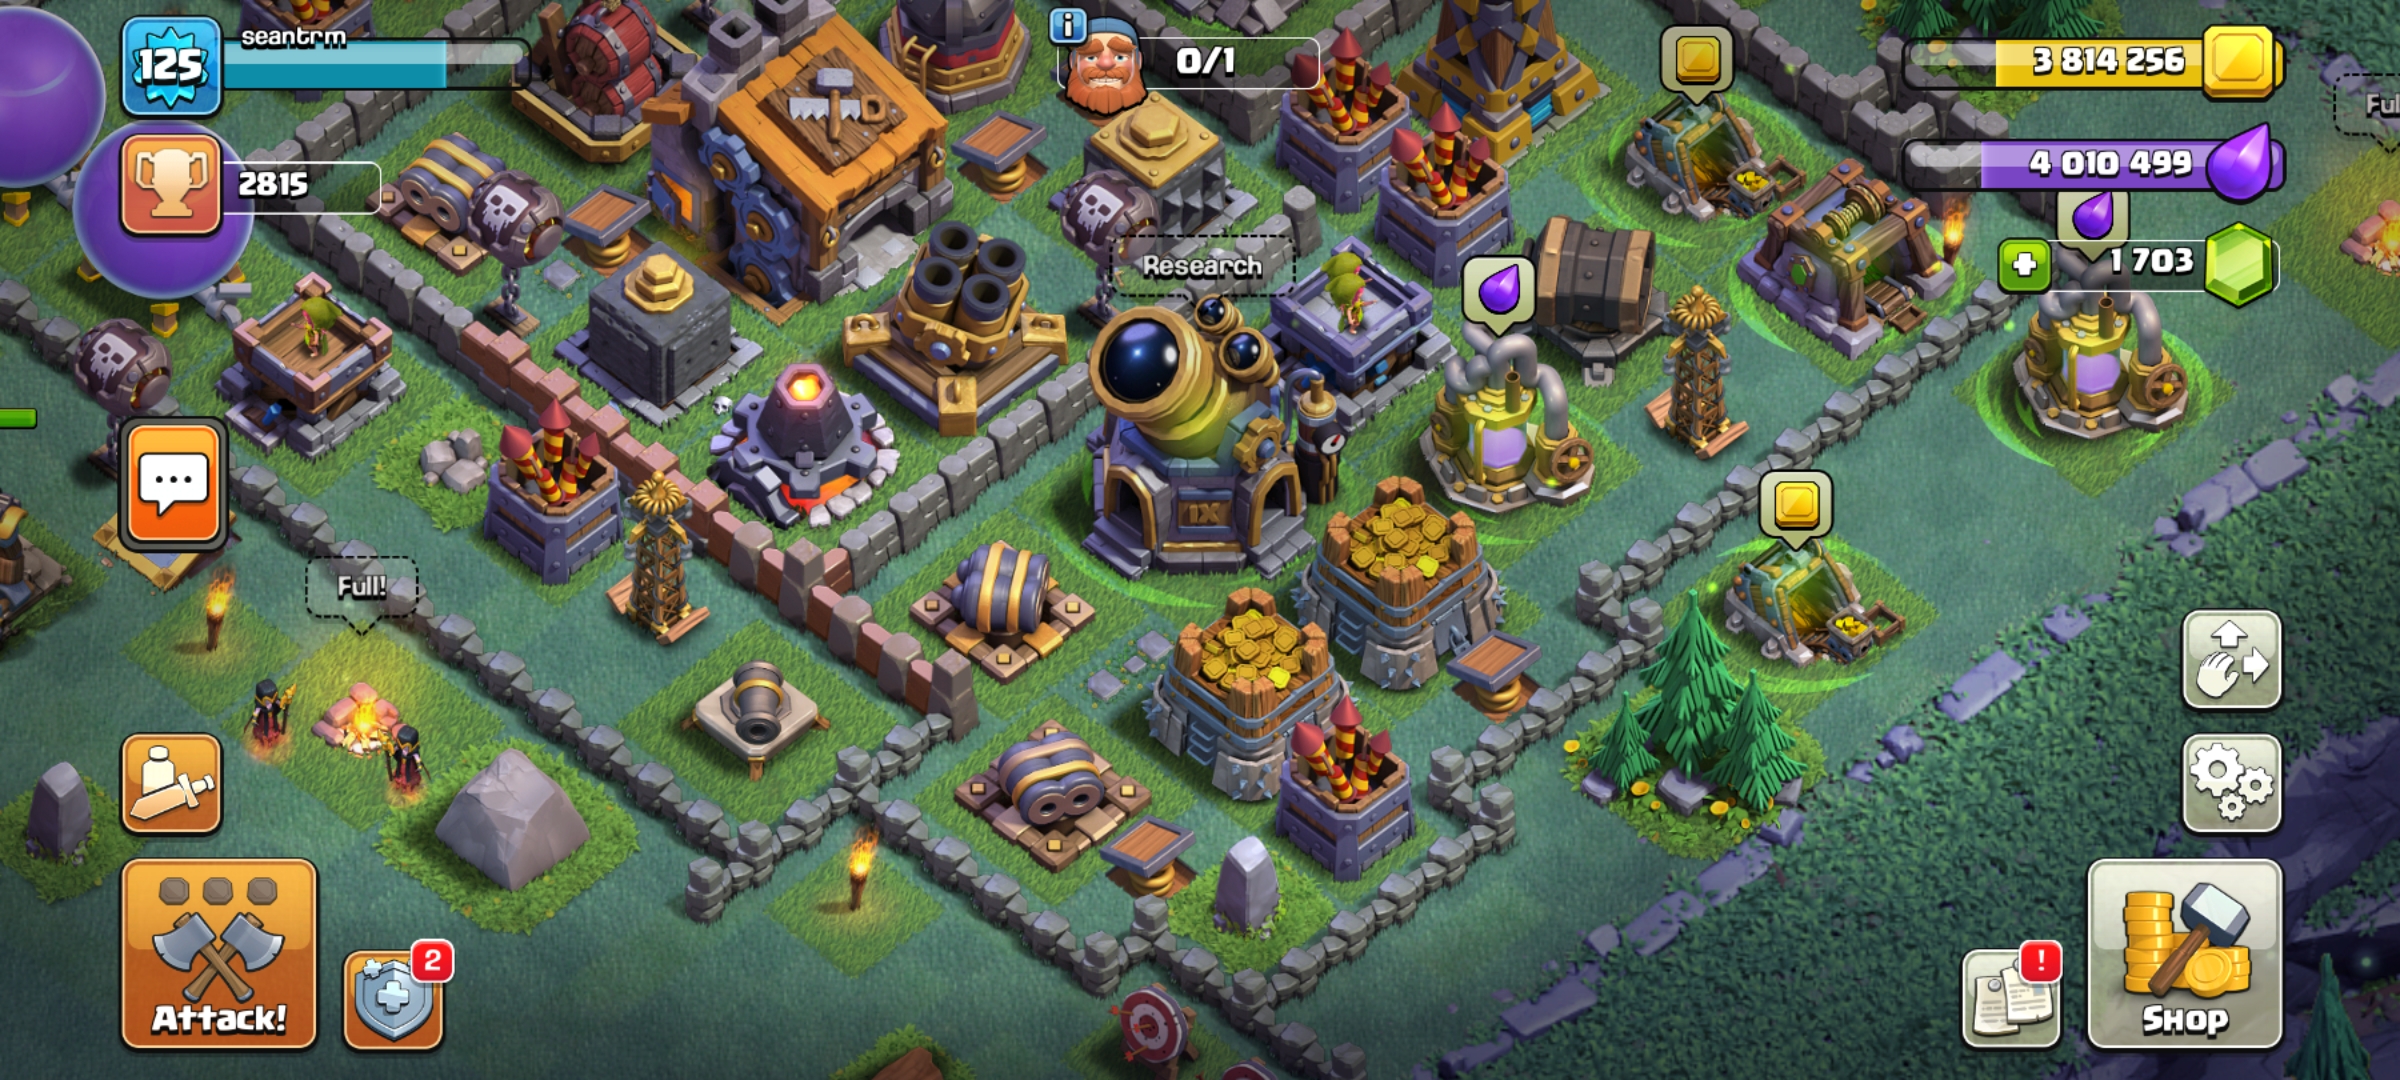 125
seantrm
i
0/1
3 814 256
2815
4 010 499
1 703
Research
IX
Full!
2
!
Attack!
Shop